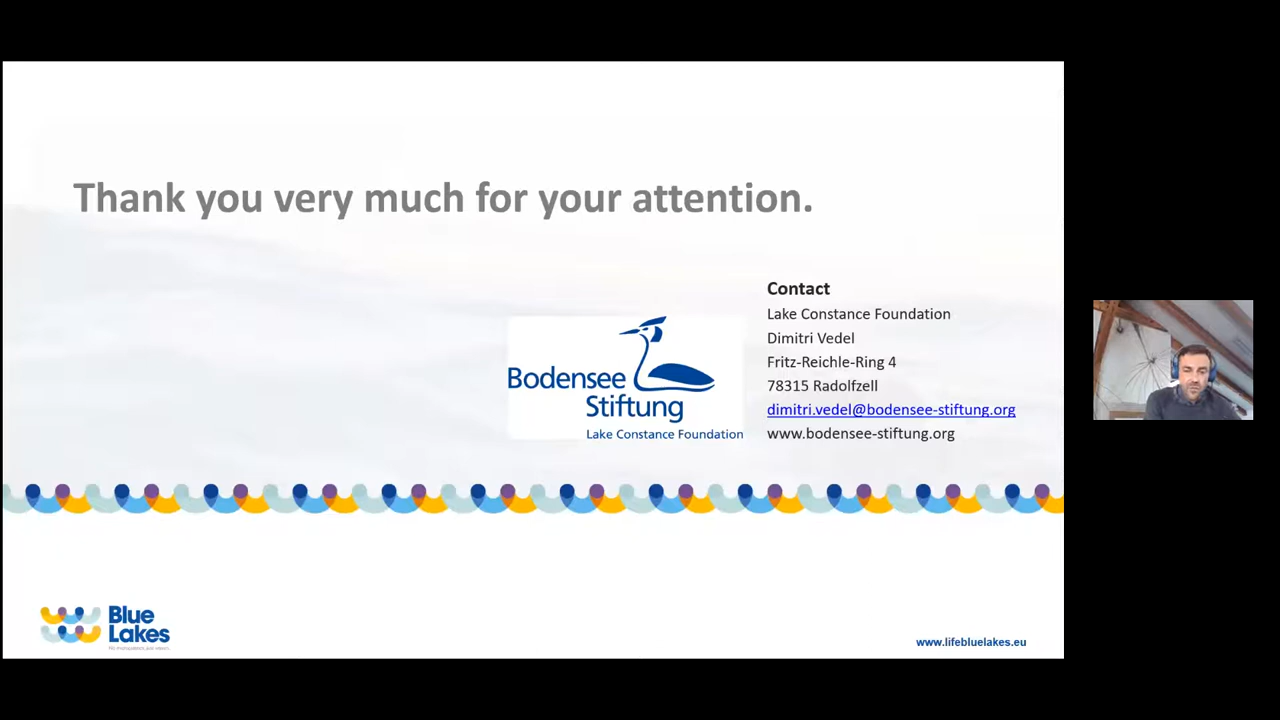 Thank you very much for your attention.
Contact
Lake Constance Foundation
Dimitri Vedel
Fritz-Reichle-Ring 4
78315 Radolfzell
dimitri.vedel@bodensee-stiftung.org
www.bodensee-stiftung.org
Bodensee
Stiftung
Lake Constance Foundation
Blue
Lakes
www.lifebluelakes.eu